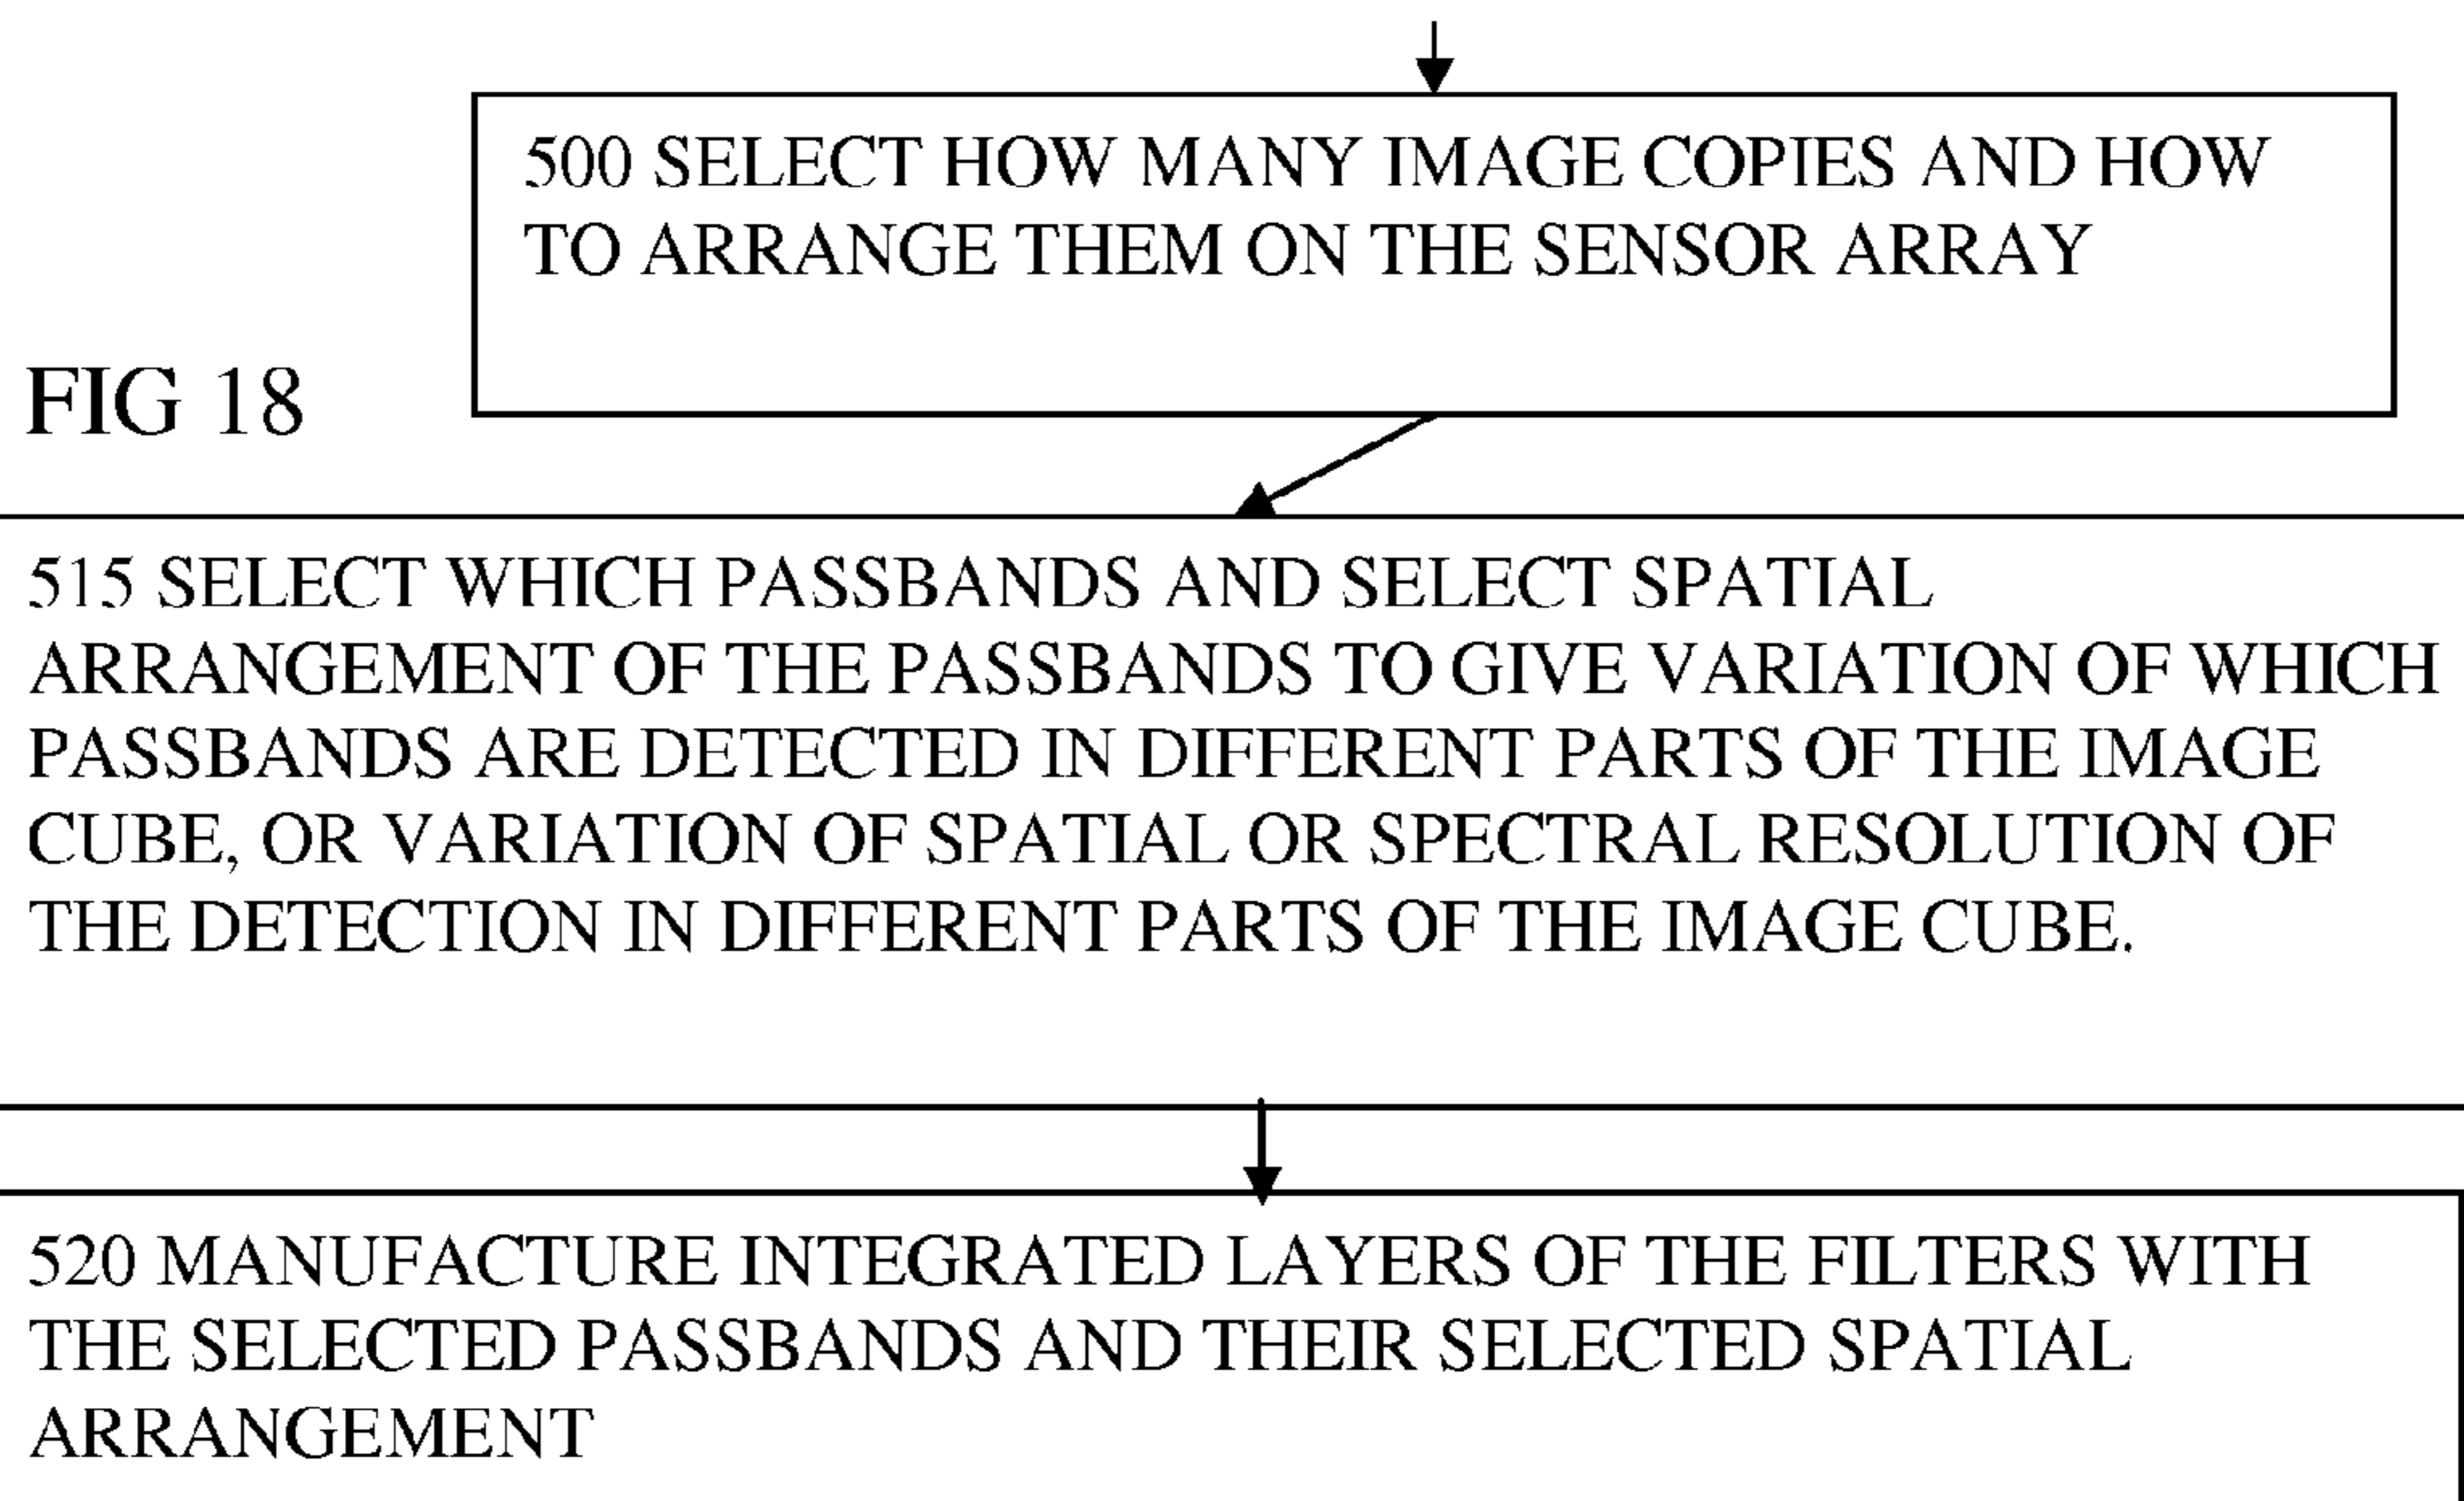 500 SELECT HOW MANY IMAGE COPIES AND HOW
TO ARRANGE THEM ON THE SENSOR ARRAY
FIG 18
515 SELECT WHICH PASSBANDS AND SELECT SPATIAL
ARRANGEMENT OF THE PASSBANDS TO GIVE VARIATION OF WHICH
PASSBANDS ARE DETECTED IN DIFFERENT PARTS OF THE IMAGE
CUBE, OR VARIATION OF SPATIAL OR SPECTRAL RESOLUTION OF
THE DETECTION IN DIFFERENT PARTS OF THE IMAGE CUBE.
520 MANUFACTURE INTEGRATED LAYERS OF THE FILTERS WITH
THE SELECTED PASSBANDS AND THEIR SELECTED SPATIAL
ARRANGEMENT